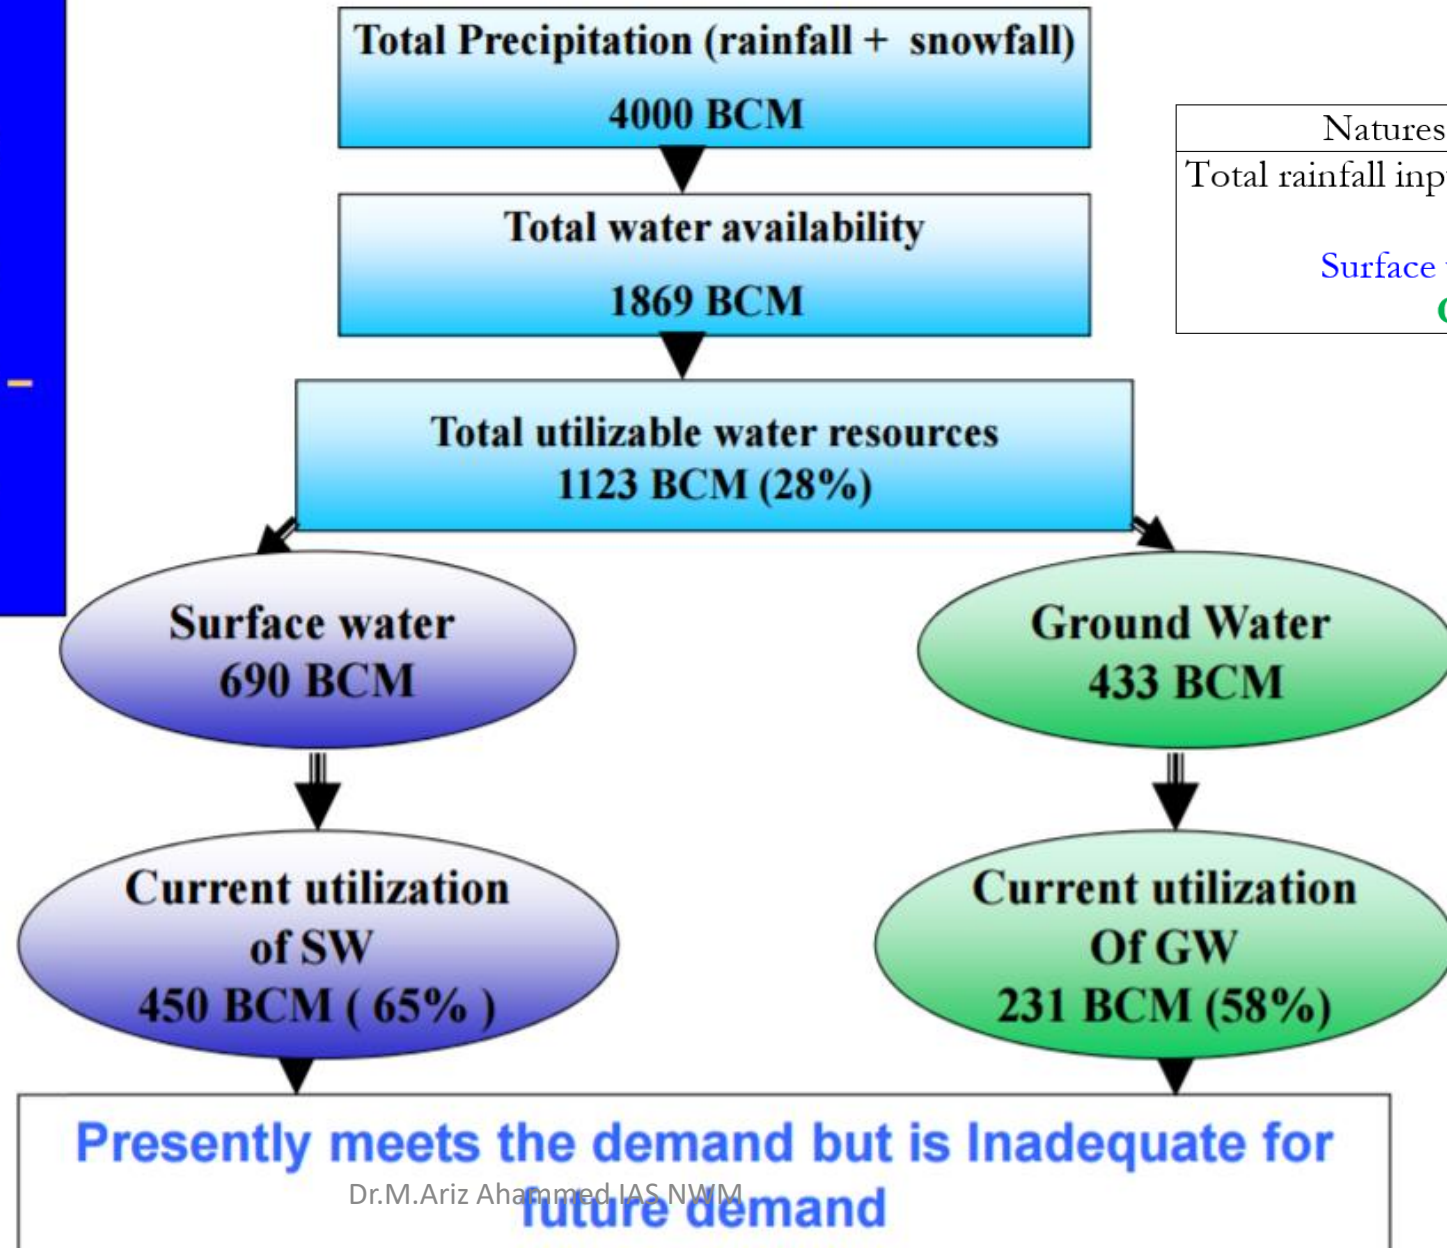 Total Precipitation (rainfall + snowfall)
4000 BCM
Natures
Total rainfall
Surface
Total water availability
1869 BCM
Total utilizable water resources
1123 BCM (28%)
Surface water
690 BCM
Ground Water
433 BCM
Current utilization
of SW
450 BCM ( 65% )
Current utilization
Of GW
231 BCM (58%)
Presently meets the demand but is Inadequate for
future demand
Dr.M.Ariz Ahammed IAS NWM